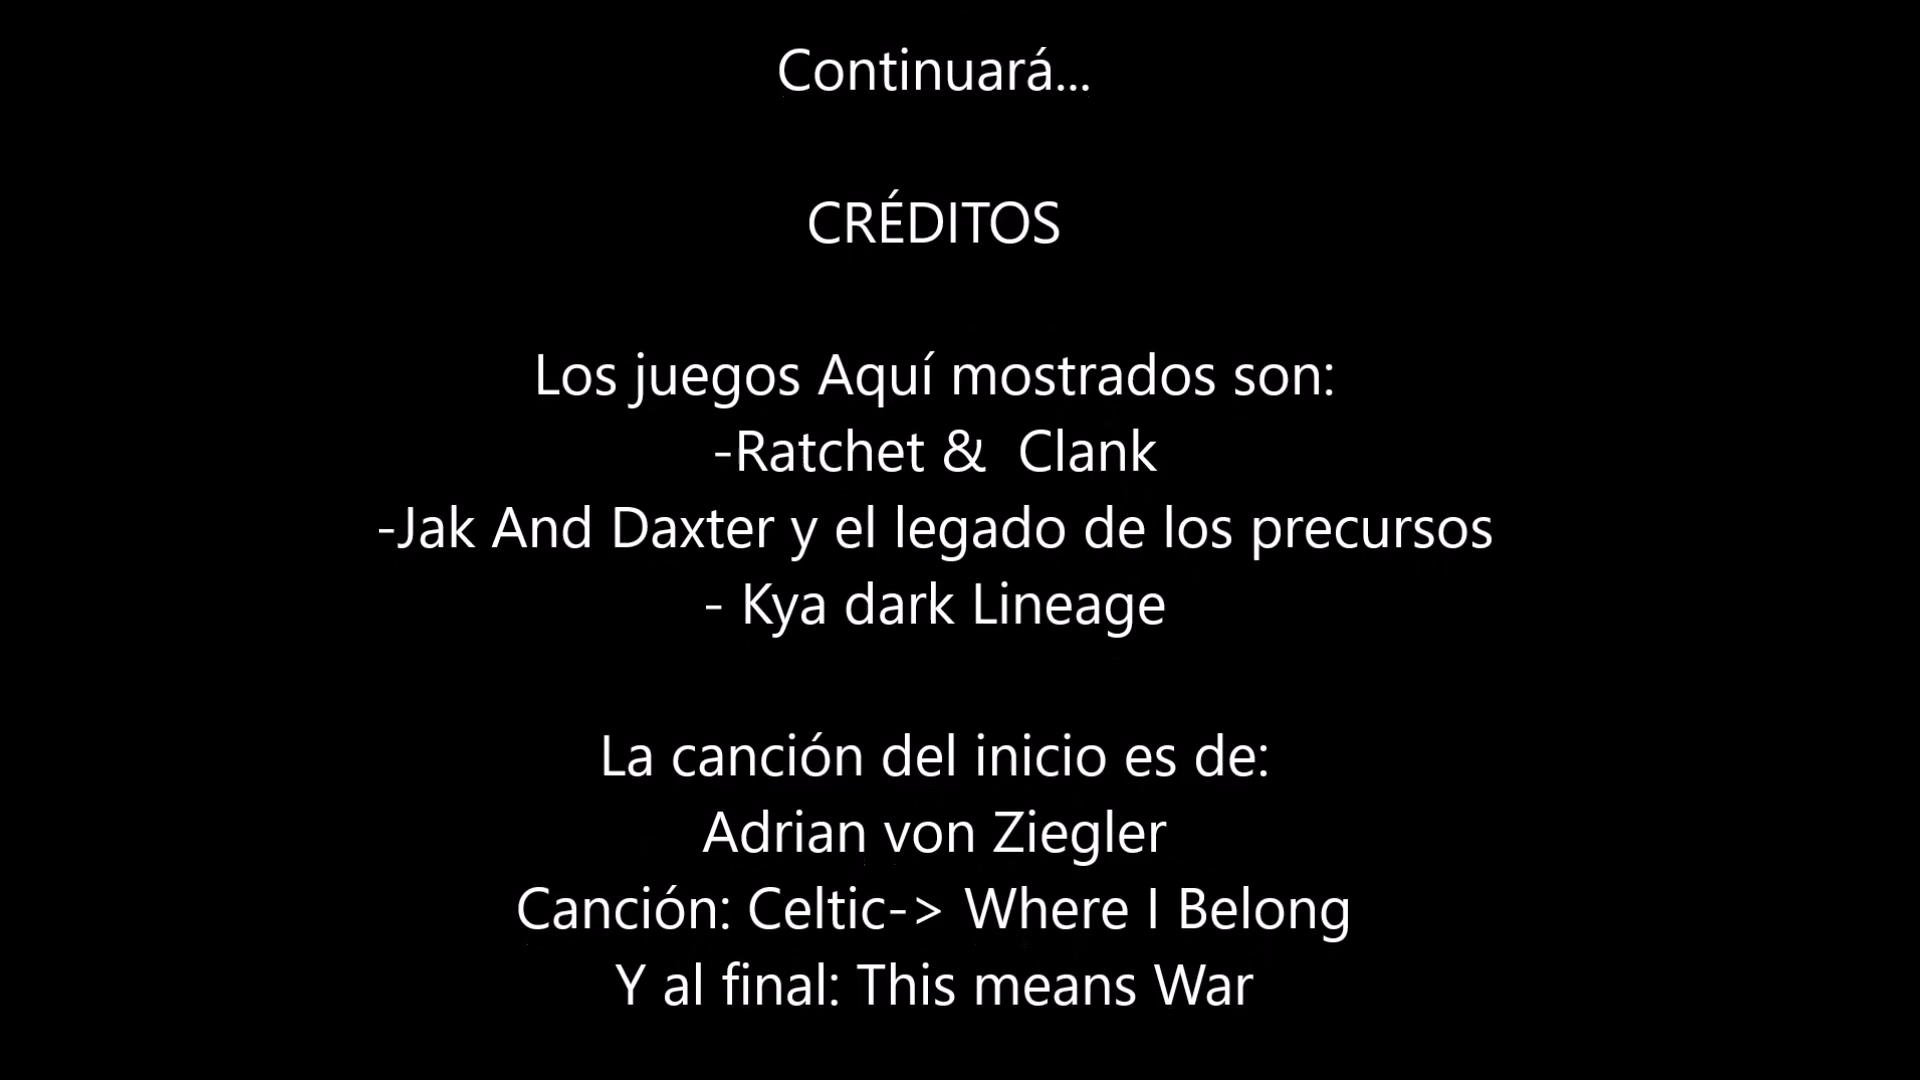 Continuará...
CRÉDITOS
Los juegos Aquí mostrados son:
-Ratchet &  Clank
-Jak And Daxter y el legado de los precursos
- Kya dark Lineage
La canción del inicio es de:
Adrian von Ziegler
Canción: Celtic-> Where I Belong
Y al final: This means War